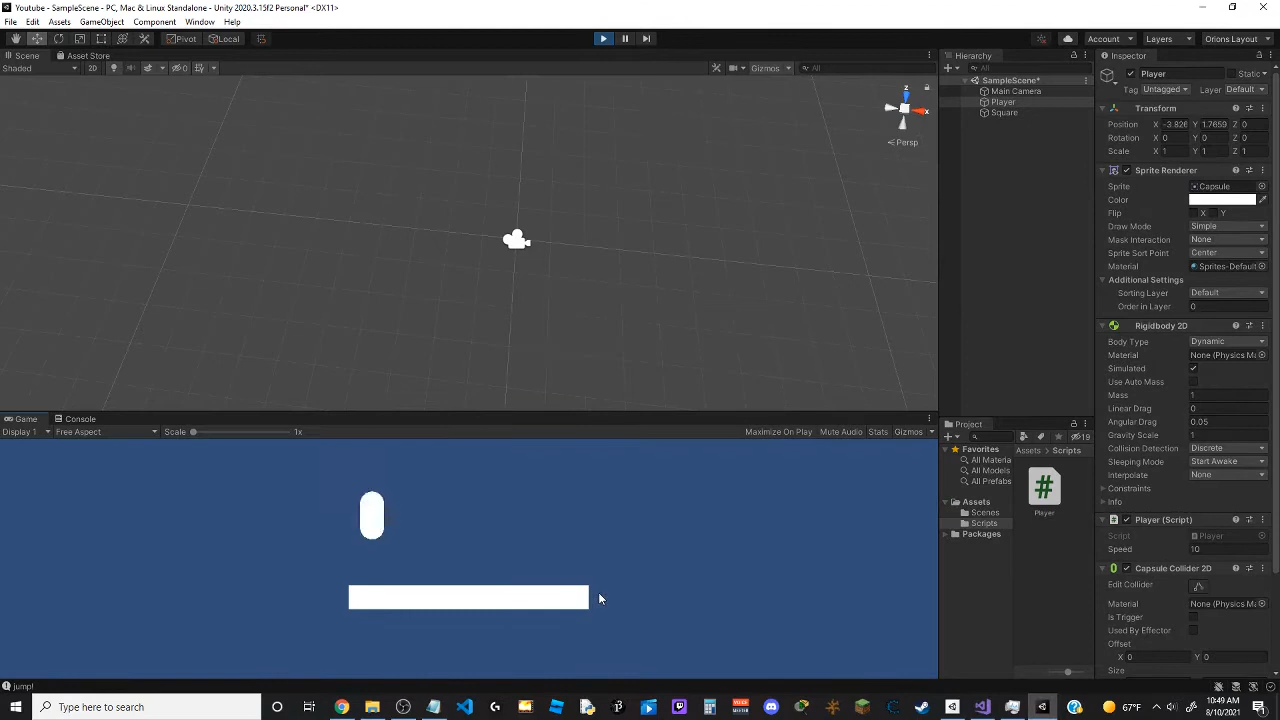 Youtube - SampleScene - PC, Mac & Linux Standalone - Unity 2020.3.15f2 Personal* <DX11>
File Edit Assets GameObject Component Window Help
Pivot Local Account Layers Orions Layout
Scene Asset Store
Shaded 2D 0 Gizmos All
z
x
Persp
Hierarchy
All
SampleScene*
Main Camera
Player
Square
Inspector
Player Static
Tag Untagged Layer Default
Transform
Position X -3.826 Y 1.7659 Z 0
Rotation X 0 Y 0 Z 0
Scale X 1 Y 1 Z 1
Sprite Renderer
Sprite Capsule
Color
Flip X Y
Draw Mode Simple
Mask Interaction None
Sprite Sort Point Center
Material Sprites-Default
Additional Settings
Sorting Layer Default
Order in Layer 0
Rigidbody 2D
Body Type Dynamic
Material None (Physics Ma
Simulated
Use Auto Mass
Mass 1
Linear Drag 0
Angular Drag 0.05
Gravity Scale 1
Collision Detection Discrete
Sleeping Mode Start Awake
Interpolate None
Constraints
Info
Player (Script)
Script Player
Speed 10
Capsule Collider 2D
Edit Collider
Material None (Physics Ma
Is Trigger
Used By Effector
Offset
X 0 Y 0
Size
Game Console
Display 1 Free Aspect Scale 1x Maximize On Play Mute Audio Stats Gizmos
Project
19
Favorites
All Materia
All Models
All Prefabs
Assets
Scenes
Scripts
Packages
Assets Scripts
#
Player
jump!
Type here to search
67°F
10:49 AM
8/10/2021